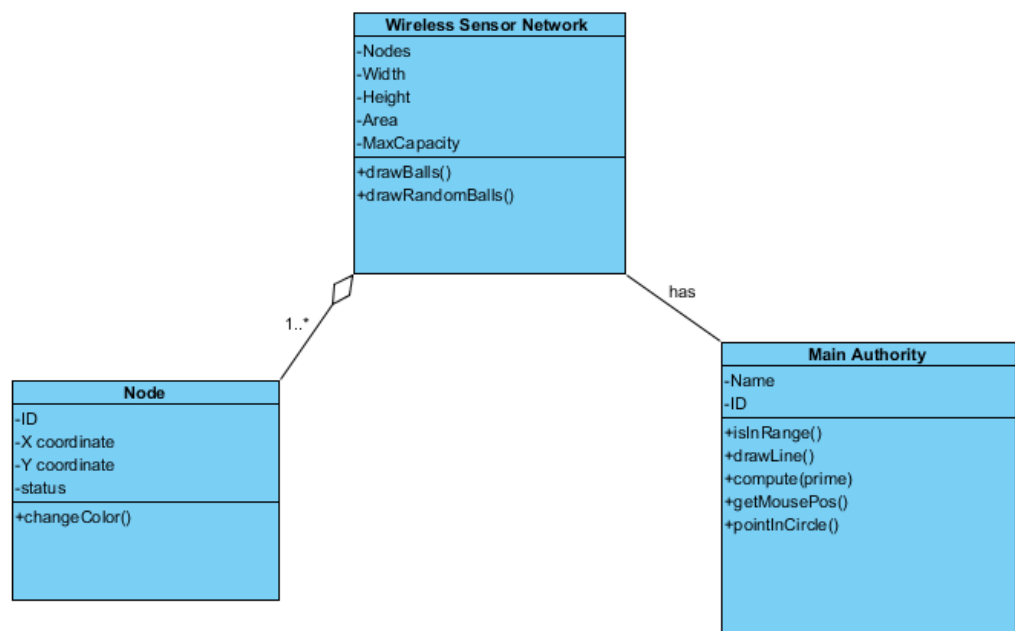 Wireless Sensor Network
-Nodes
-Width
-Height
-Area
-MaxCapacity
+drawBalls()
+drawRandomBalls()
1..*
has
Node
-ID
-X coordinate
-Y coordinate
-status
+changeColor()
Main Authority
-Name
-ID
+isInRange()
+drawLine()
+compute(prime)
+getMousePos()
+pointInCircle()